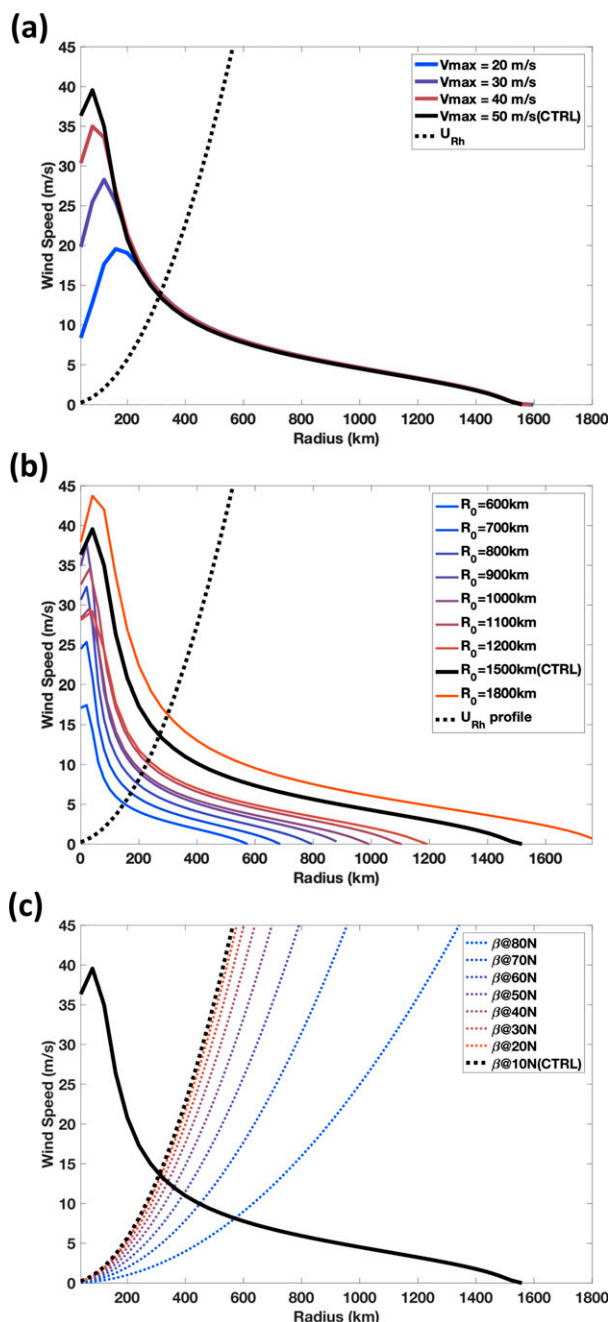 (a)
45
40
35
30
25
20
15
10
5
0
Wind Speed (m/s)
Vmax = 20 m/s
Vmax = 30 m/s
Vmax = 40 m/s
Vmax = 50 m/s(CTRL)
U_Rh
200 400 600 800 1000 1200 1400 1600 1800
Radius (km)
(b)
45
40
35
30
25
20
15
10
5
0
Wind Speed (m/s)
R_0=600km
R_0=700km
R_0=800km
R_0=900km
R_0=1000km
R_0=1100km
R_0=1200km
R_0=1500km(CTRL)
R_0=1800km
U_Rh profile
0 200 400 600 800 1000 1200 1400 1600
Radius (km)
(c)
45
40
35
30
25
20
15
10
5
0
Wind Speed (m/s)
β@80N
β@70N
β@60N
β@50N
β@40N
β@30N
β@20N
β@10N(CTRL)
200 400 600 800 1000 1200 1400 1600 1800
Radius (km)